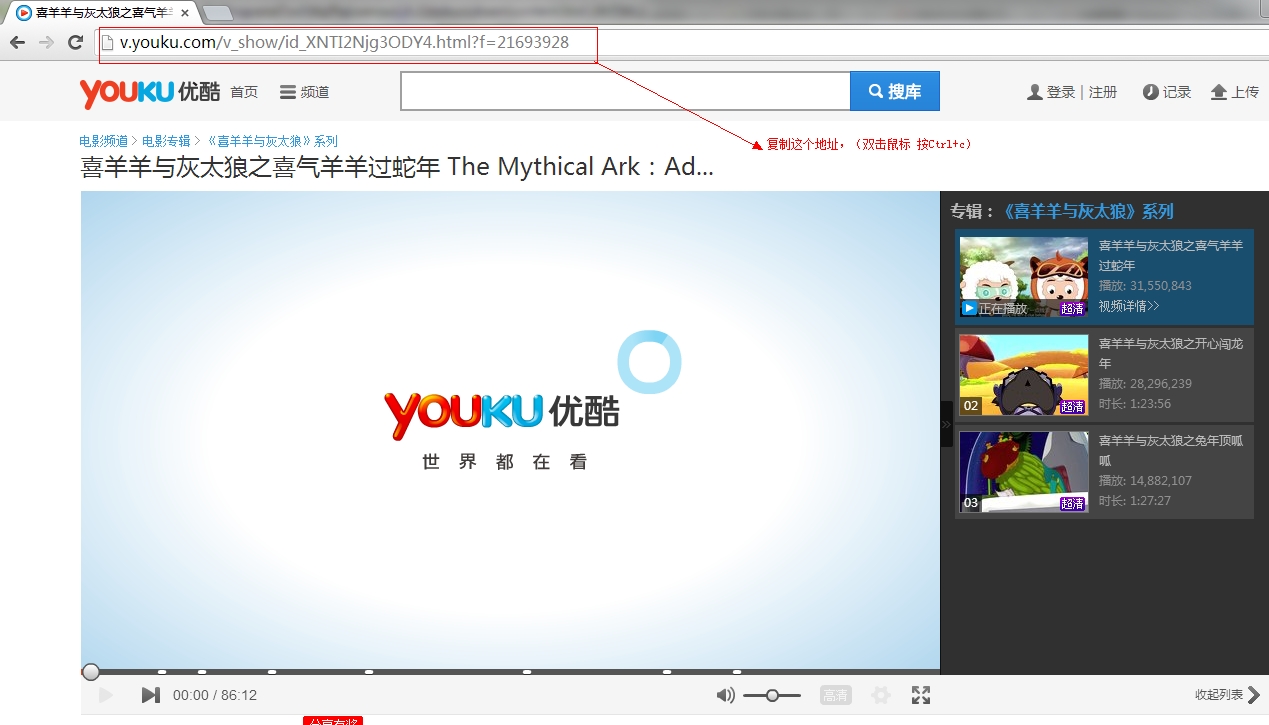 喜羊羊与灰太狼之喜气羊羊
v.youku.com/v_show/id_XNTI2Njg3ODY4.html?f=21693928
YOUKU 优酷 首页 频道 搜库 登录 | 注册 记录 上传
复制这个地址，（双击鼠标 按Ctrl+c）
电影频道 > 电影专辑 > 《喜羊羊与灰太狼》系列
喜羊羊与灰太狼之喜气羊羊过蛇年 The Mythical Ark：Ad...
YOUKU 优酷
世界都在看
专辑：《喜羊羊与灰太狼》系列
喜羊羊与灰太狼之喜气羊羊
过蛇年
播放: 31,550,843
视频详情>>
正在播放 超清
喜羊羊与灰太狼之开心闯龙
年
播放: 28,296,239
时长: 1:23:56
02 超清
喜羊羊与灰太狼之兔年顶呱
呱
播放: 14,882,107
时长: 1:27:27
03 超清
00:00 / 86:12 高清 收起列表
分享有奖